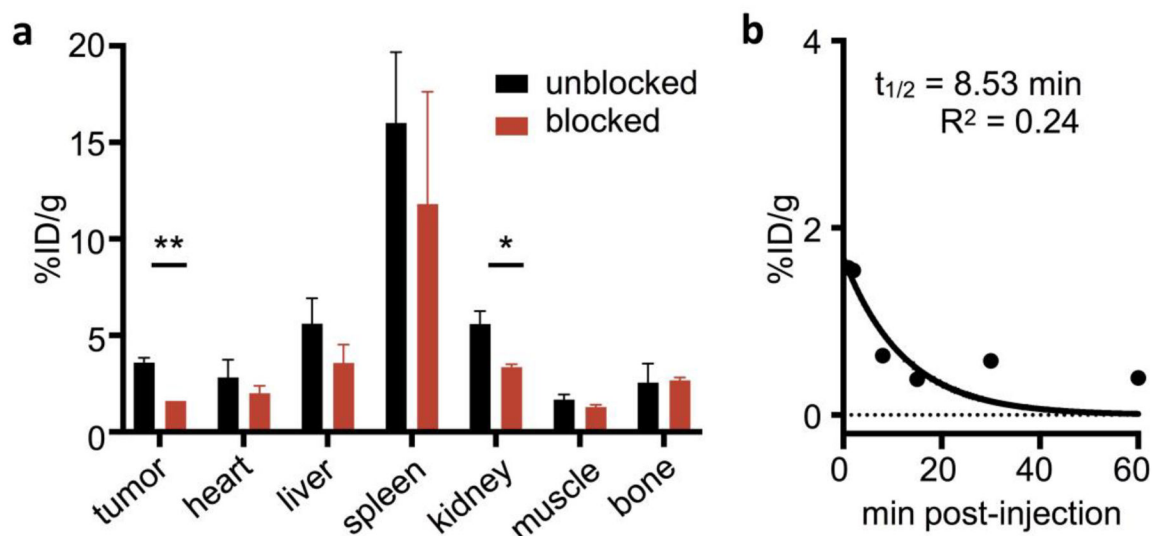 a
20
15
10
5
0
%ID/g
unblocked
blocked
**
*
tumor
heart
liver
spleen
kidney
muscle
bone
b
4
2
0
%ID/g
t1/2 = 8.53 min
R² = 0.24
0 20 40 60
min post-injection